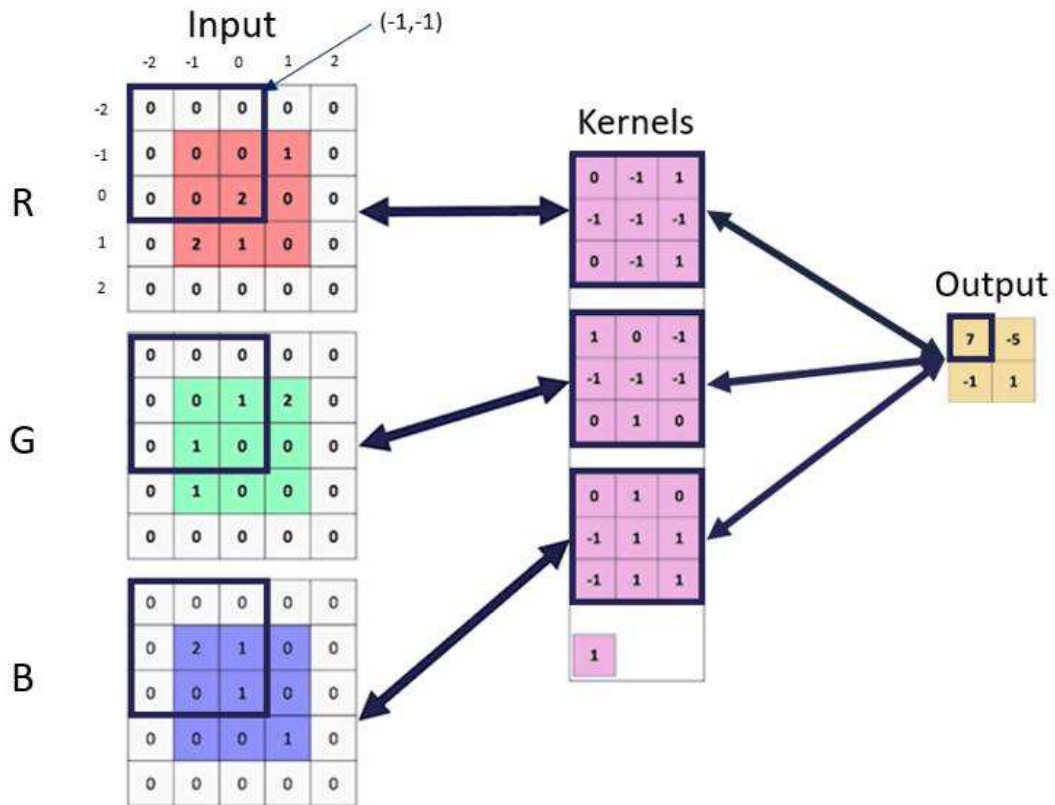 Input
(-1,-1)
-2 -1 0 1 2
R
-2 0 0 0 0 0
-1 0 0 0 1 0
0 0 0 2 0 0
1 0 2 1 0 0
2 0 0 0 0 0
G
0 0 0 0 0
0 0 1 2 0
0 1 0 0 0
0 1 0 0 0
0 0 0 0 0
B
0 0 0 0 0
0 2 1 0 0
0 0 1 0 0
0 0 0 1 0
0 0 0 0 0
Kernels
0 -1 1
-1 -1 -1
0 -1 1
1 0 -1
-1 -1 -1
0 1 0
0 1 0
-1 1 1
-1 1 1
1
Output
7 -5
-1 1